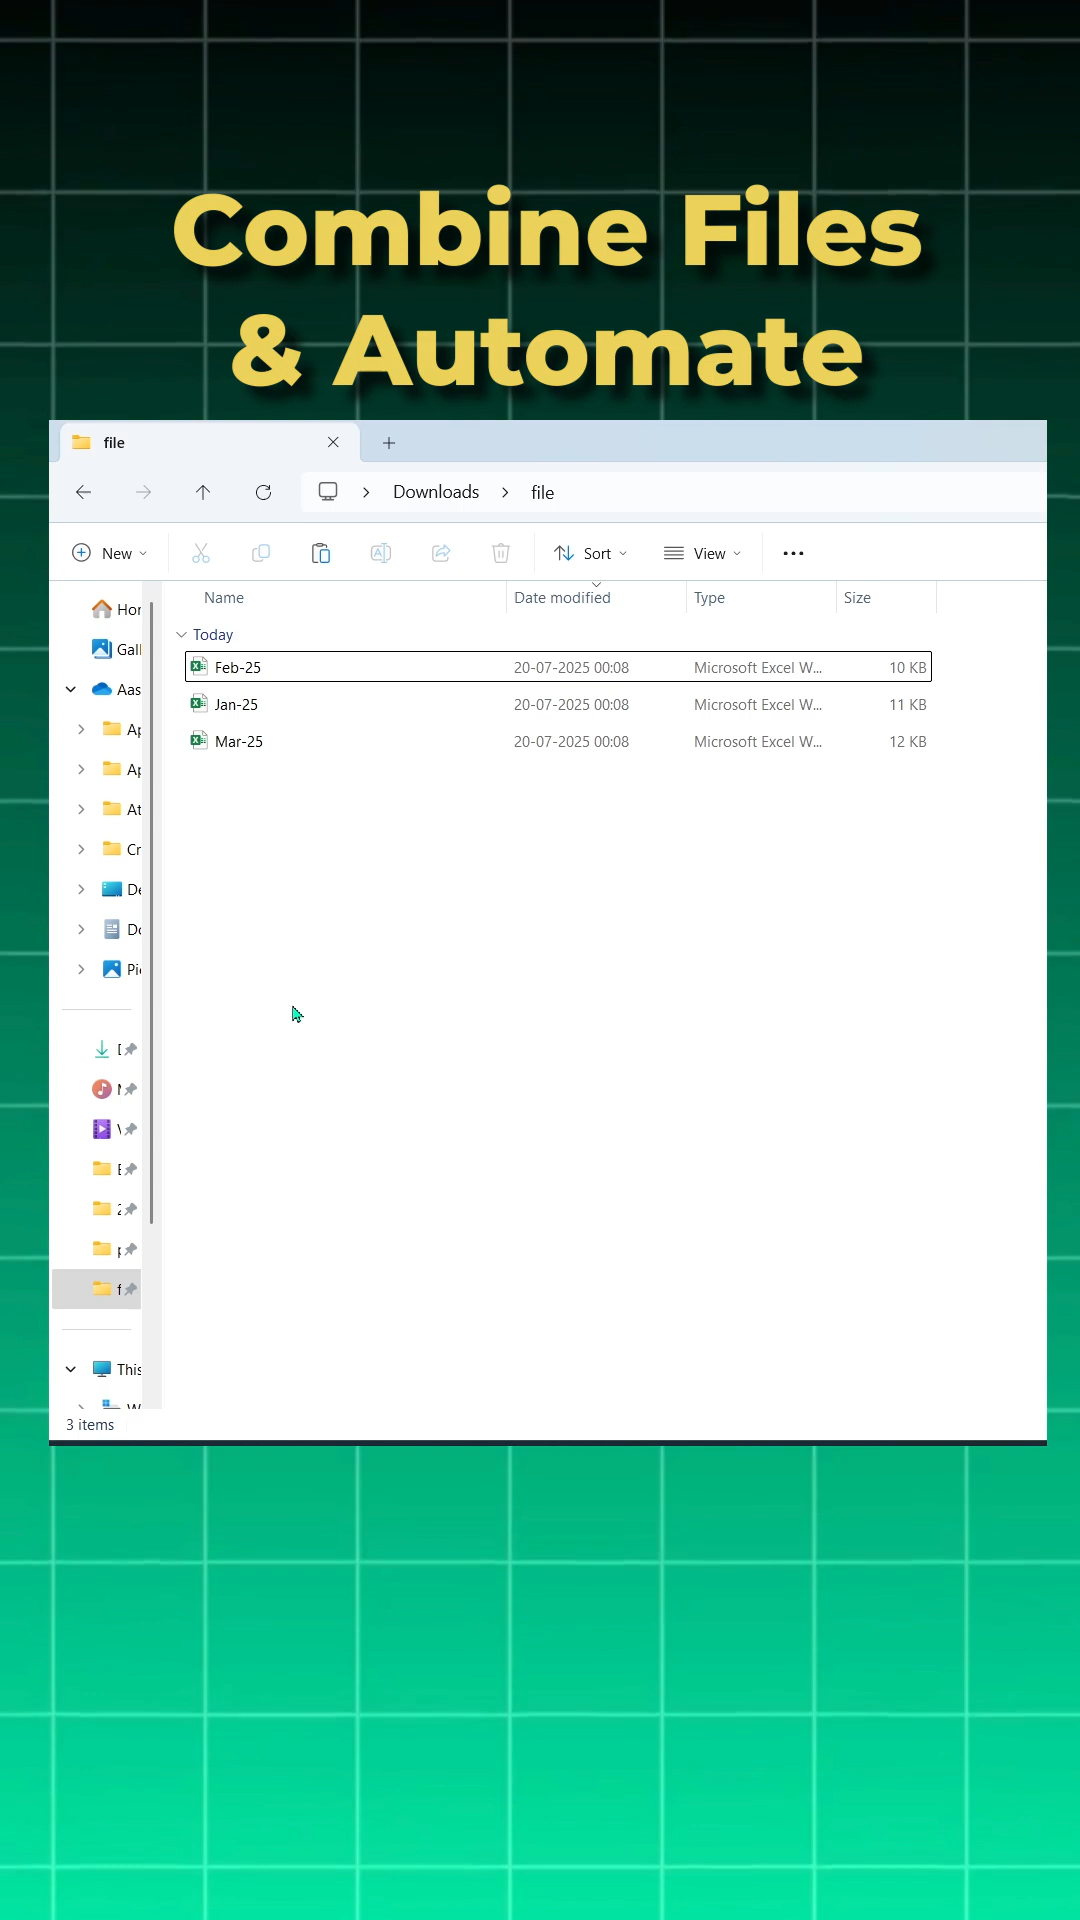 Combine Files
& Automate
file
Downloads > file
New
Sort
View
Name Date modified Type Size
Today
Feb-25 20-07-2025 00:08 Microsoft Excel W... 10 KB
Jan-25 20-07-2025 00:08 Microsoft Excel W... 11 KB
Mar-25 20-07-2025 00:08 Microsoft Excel W... 12 KB
Aas
This
3 items